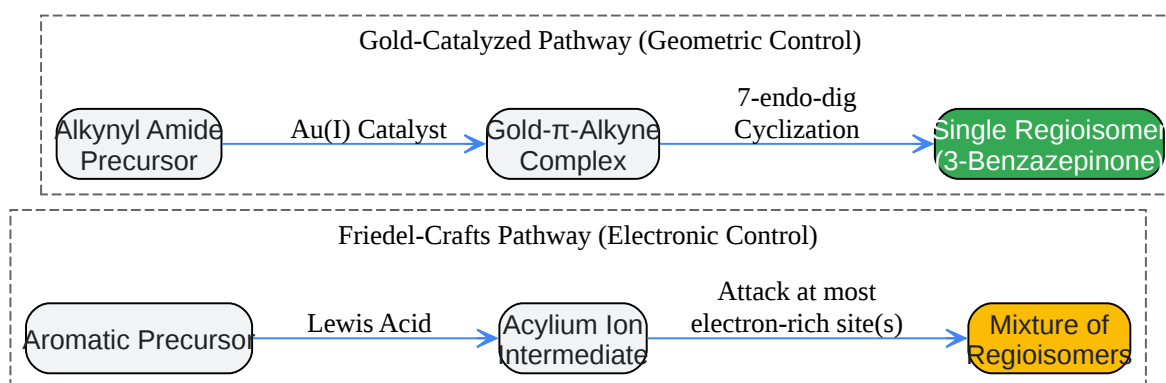 Gold-Catalyzed Pathway (Geometric Control)
Alkynyl Amide
Precursor
Au(I) Catalyst
Gold-π-Alkyne
Complex
7-endo-dig
Cyclization
Single Regioisomer
(3-Benzazepinone)
Friedel-Crafts Pathway (Electronic Control)
Aromatic Precursor
Lewis Acid
Acylium Ion
Intermediate
Attack at most
electron-rich site(s)
Mixture of
Regioisomers